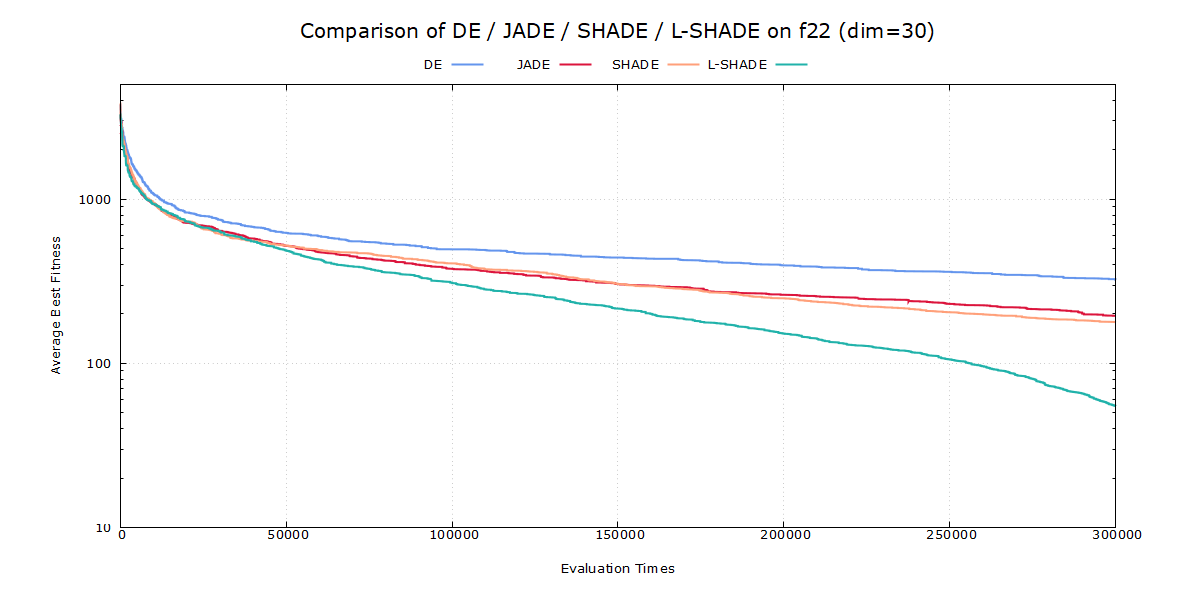 Comparison of DE / JADE / SHADE / L-SHADE on f22 (dim=30)
DE JADE SHADE L-SHADE
1000
100
10
Average Best Fitness
0 50000 100000 150000 200000 250000 300000
Evaluation Times